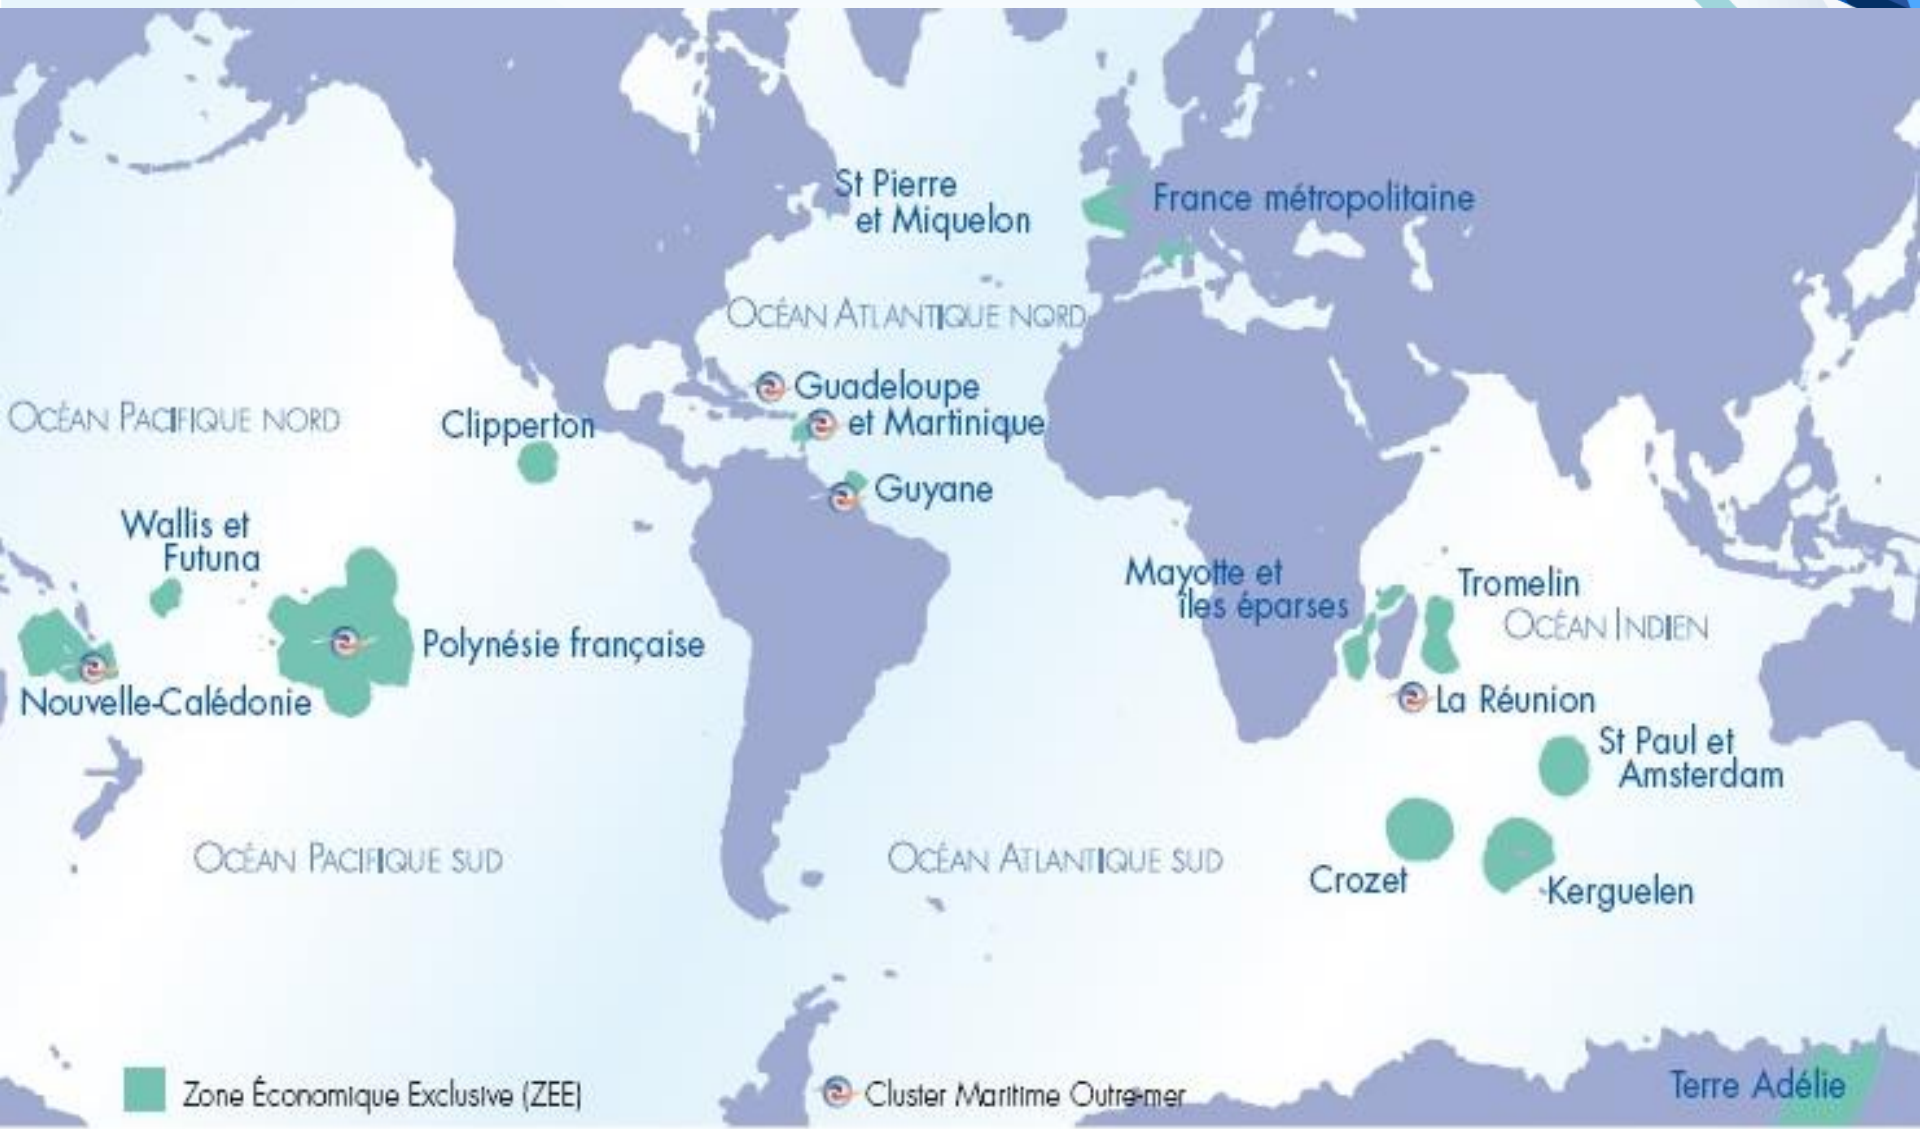 St Pierre
et Miquelon
France métropolitaine
OCÉAN ATLANTIQUE NORD
Guadeloupe
et Martinique
OCÉAN PACIFIQUE NORD
Clipperton
Guyane
Wallis et
Futuna
Mayotte et
îles éparses
Tromelin
OCÉAN INDIEN
Polynésie française
Nouvelle-Calédonie
La Réunion
St Paul et
Amsterdam
OCÉAN PACIFIQUE SUD
OCÉAN ATLANTIQUE SUD
Crozet
Kerguelen
Terre Adélie
Zone Économique Exclusive (ZEE)
Cluster Maritime Outre-mer